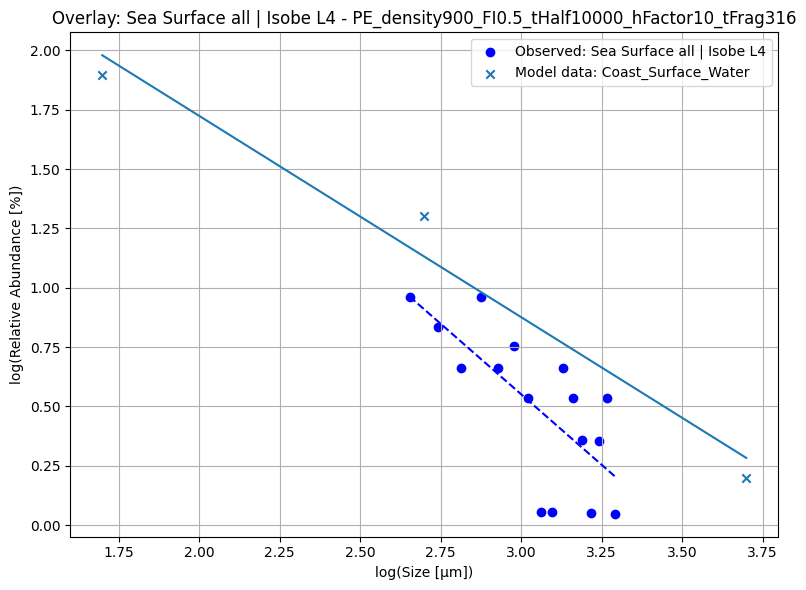 Overlay: Sea Surface all | Isobe L4 - PE_density900_FI0.5_tHalf10000_hFactor10_tFrag316
Observed: Sea Surface all | Isobe L4
Model data: Coast_Surface_Water
log(Relative Abundance [%])
2.00
1.75
1.50
1.25
1.00
0.75
0.50
0.25
0.00
1.75 2.00 2.25 2.50 2.75 3.00 3.25 3.50 3.75
log(Size [µm])